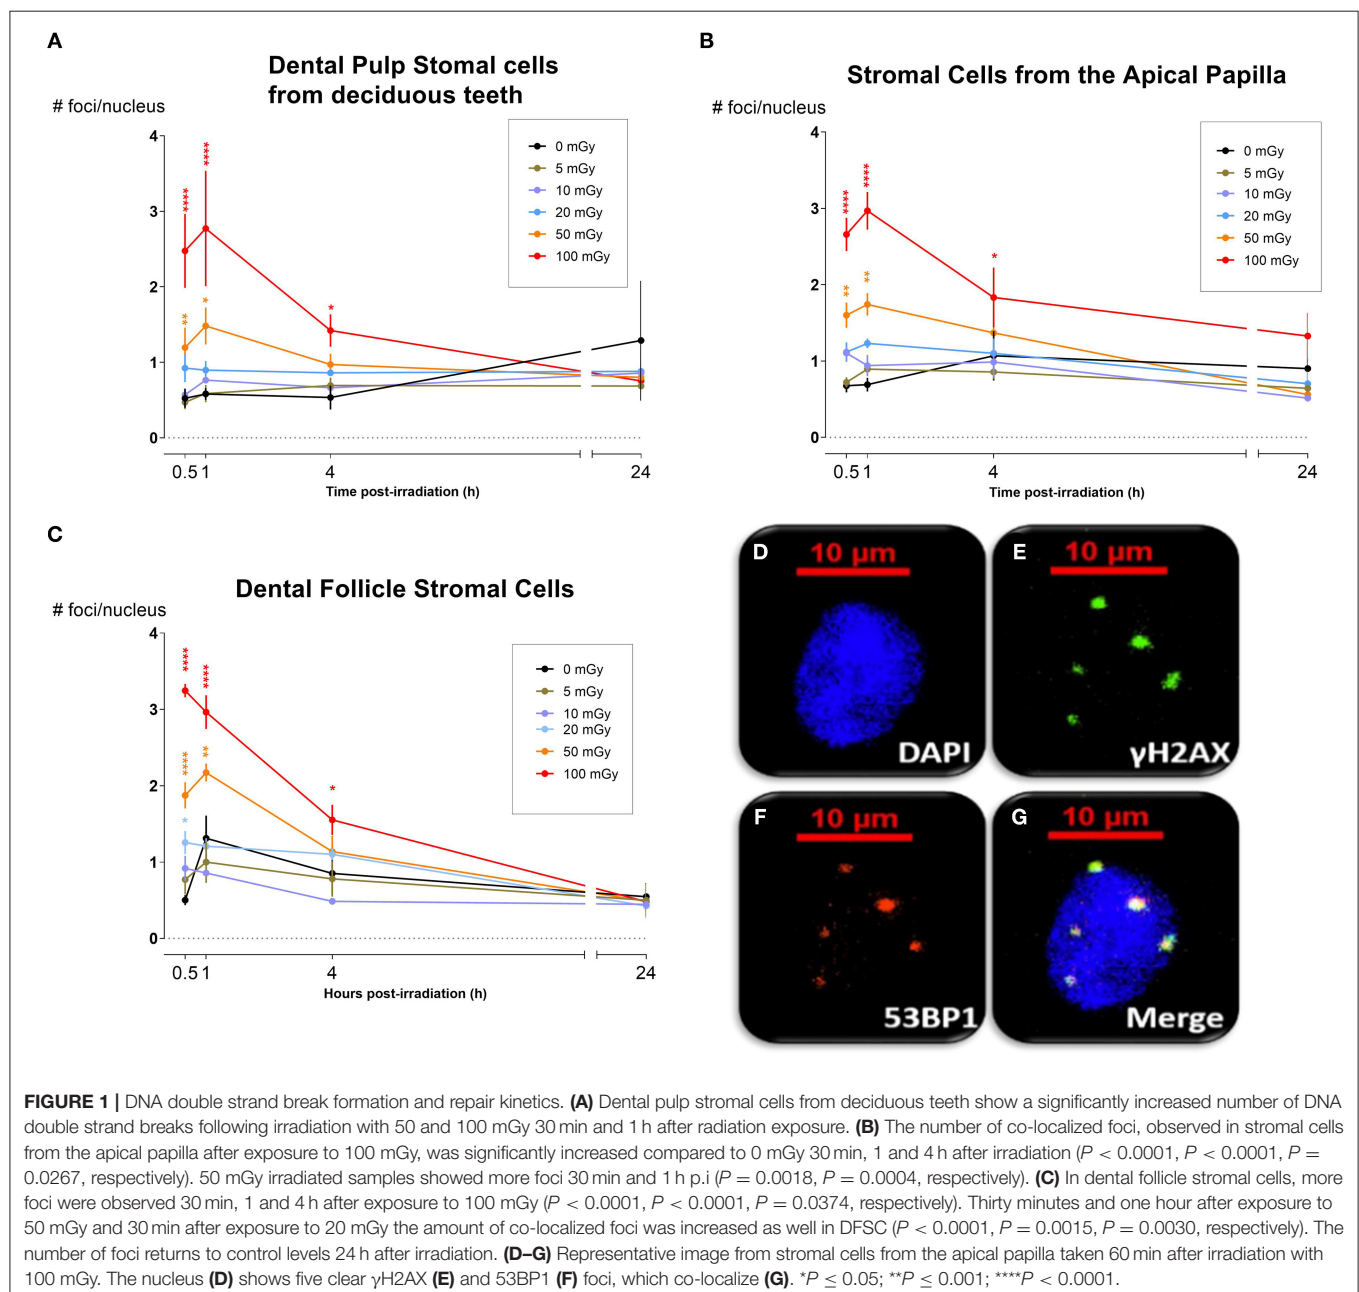 A
Dental Pulp Stomal cells
from deciduous teeth
# foci/nucleus
4
3
2
1
0
****
****
**
*
*
0 mGy
5 mGy
10 mGy
20 mGy
50 mGy
100 mGy
0.5 1 4 24
Time post-irradiation (h)
B
Stromal Cells from the Apical Papilla
# foci/nucleus
4
3
2
1
0
****
****
**
**
*
0 mGy
5 mGy
10 mGy
20 mGy
50 mGy
100 mGy
0.5 1 4 24
Time post-irradiation (h)
C
Dental Follicle Stromal Cells
# foci/nucleus
4
3
2
1
0
****
****
****
**
*
*
0 mGy
5 mGy
10 mGy
20 mGy
50 mGy
100 mGy
0.5 1 4 24
Hours post-irradiation (h)
D
10 µm
DAPI
E
10 µm
γH2AX
F
10 µm
53BP1
G
10 µm
Merge
FIGURE 1 | DNA double strand break formation and repair kinetics. (A) Dental pulp stromal cells from deciduous teeth show a significantly increased number of DNA
double strand breaks following irradiation with 50 and 100 mGy 30 min and 1 h after radiation exposure. (B) The number of co-localized foci, observed in stromal cells
from the apical papilla after exposure to 100 mGy, was significantly increased compared to 0 mGy 30 min, 1 and 4 h after irradiation (P < 0.0001, P < 0.0001, P =
0.0267, respectively). 50 mGy irradiated samples showed more foci 30 min and 1 h p.i (P = 0.0018, P = 0.0004, respectively). (C) In dental follicle stromal cells, more
foci were observed 30 min, 1 and 4 h after exposure to 100 mGy (P < 0.0001, P < 0.0001, P = 0.0374, respectively). Thirty minutes and one hour after exposure to
50 mGy and 30 min after exposure to 20 mGy the amount of co-localized foci was increased as well in DFSC (P < 0.0001, P = 0.0015, P = 0.0030, respectively). The
number of foci returns to control levels 24 h after irradiation. (D–G) Representative image from stromal cells from the apical papilla taken 60 min after irradiation with
100 mGy. The nucleus (D) shows five clear γH2AX (E) and 53BP1 (F) foci, which co-localize (G). *P ≤ 0.05; **P ≤ 0.001; ****P < 0.0001.